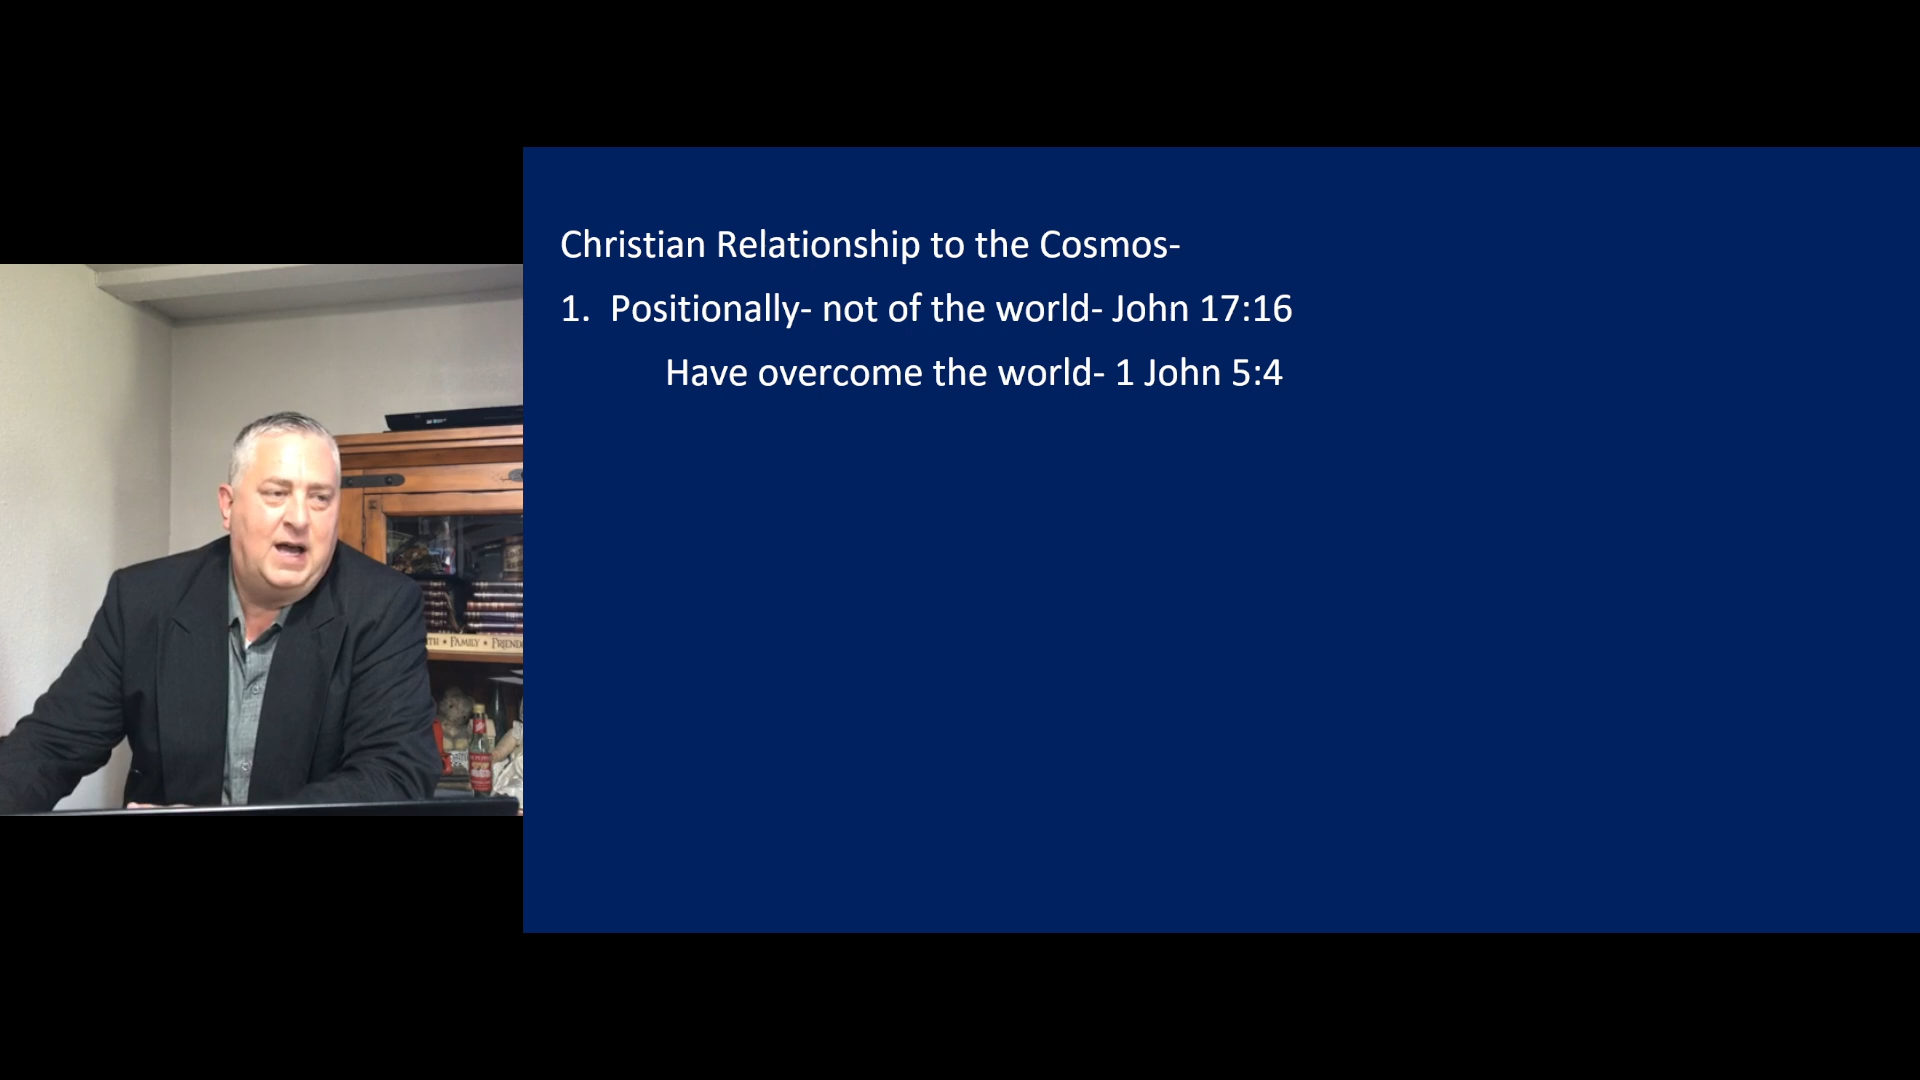 Christian Relationship to the Cosmos-
1. Positionally- not of the world- John 17:16
Have overcome the world- 1 John 5:4
FAMILY